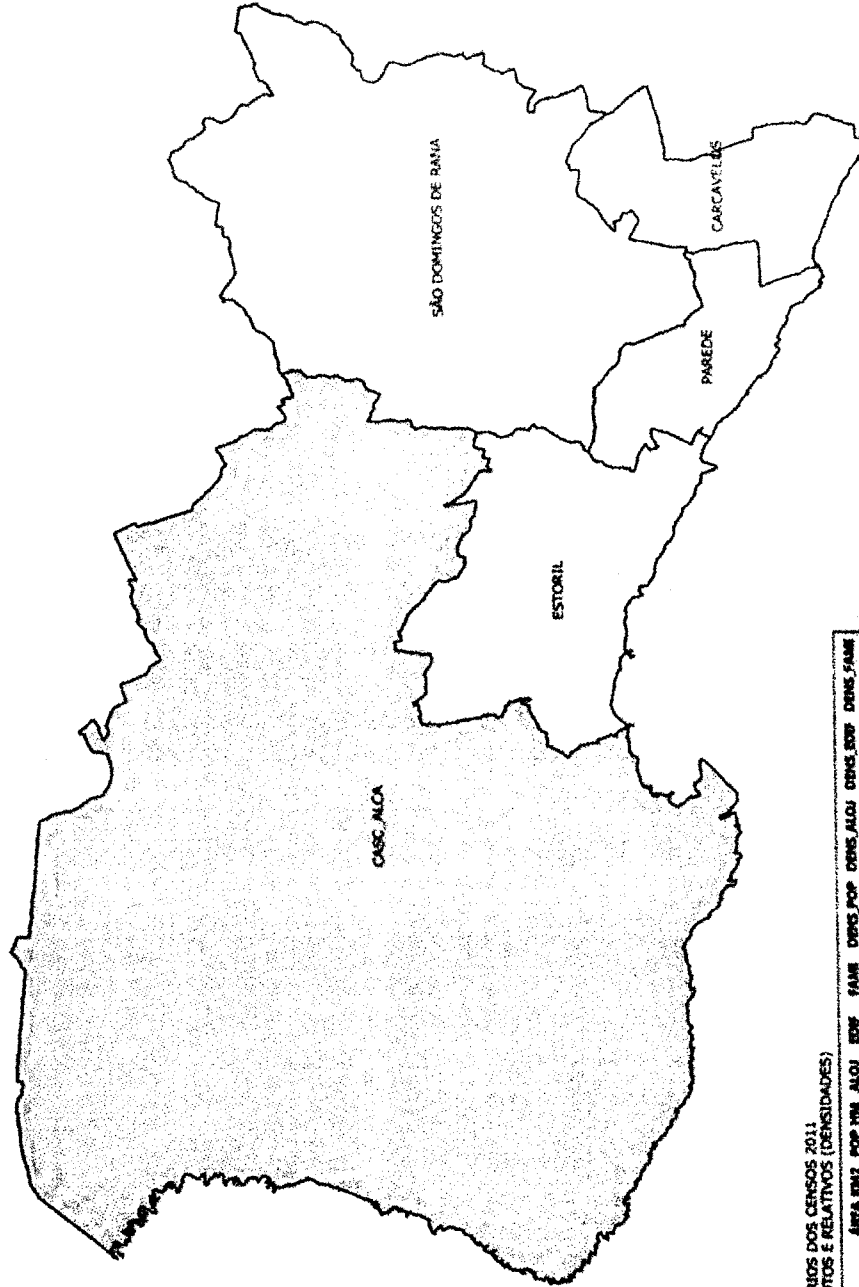 SÃO DOMINGOS DE RANA
CARCAVELOS
PAREDE
ESTORIL
CASC_ALCA
DOS CENSOS 2011
E RELATIVOS (DENSIDADES)
ÁREA_KM2 POP_HM ALOJ EDIF FAMI DENS_POP DENS_ALOJ DENS_EDIF DENS_FAMI